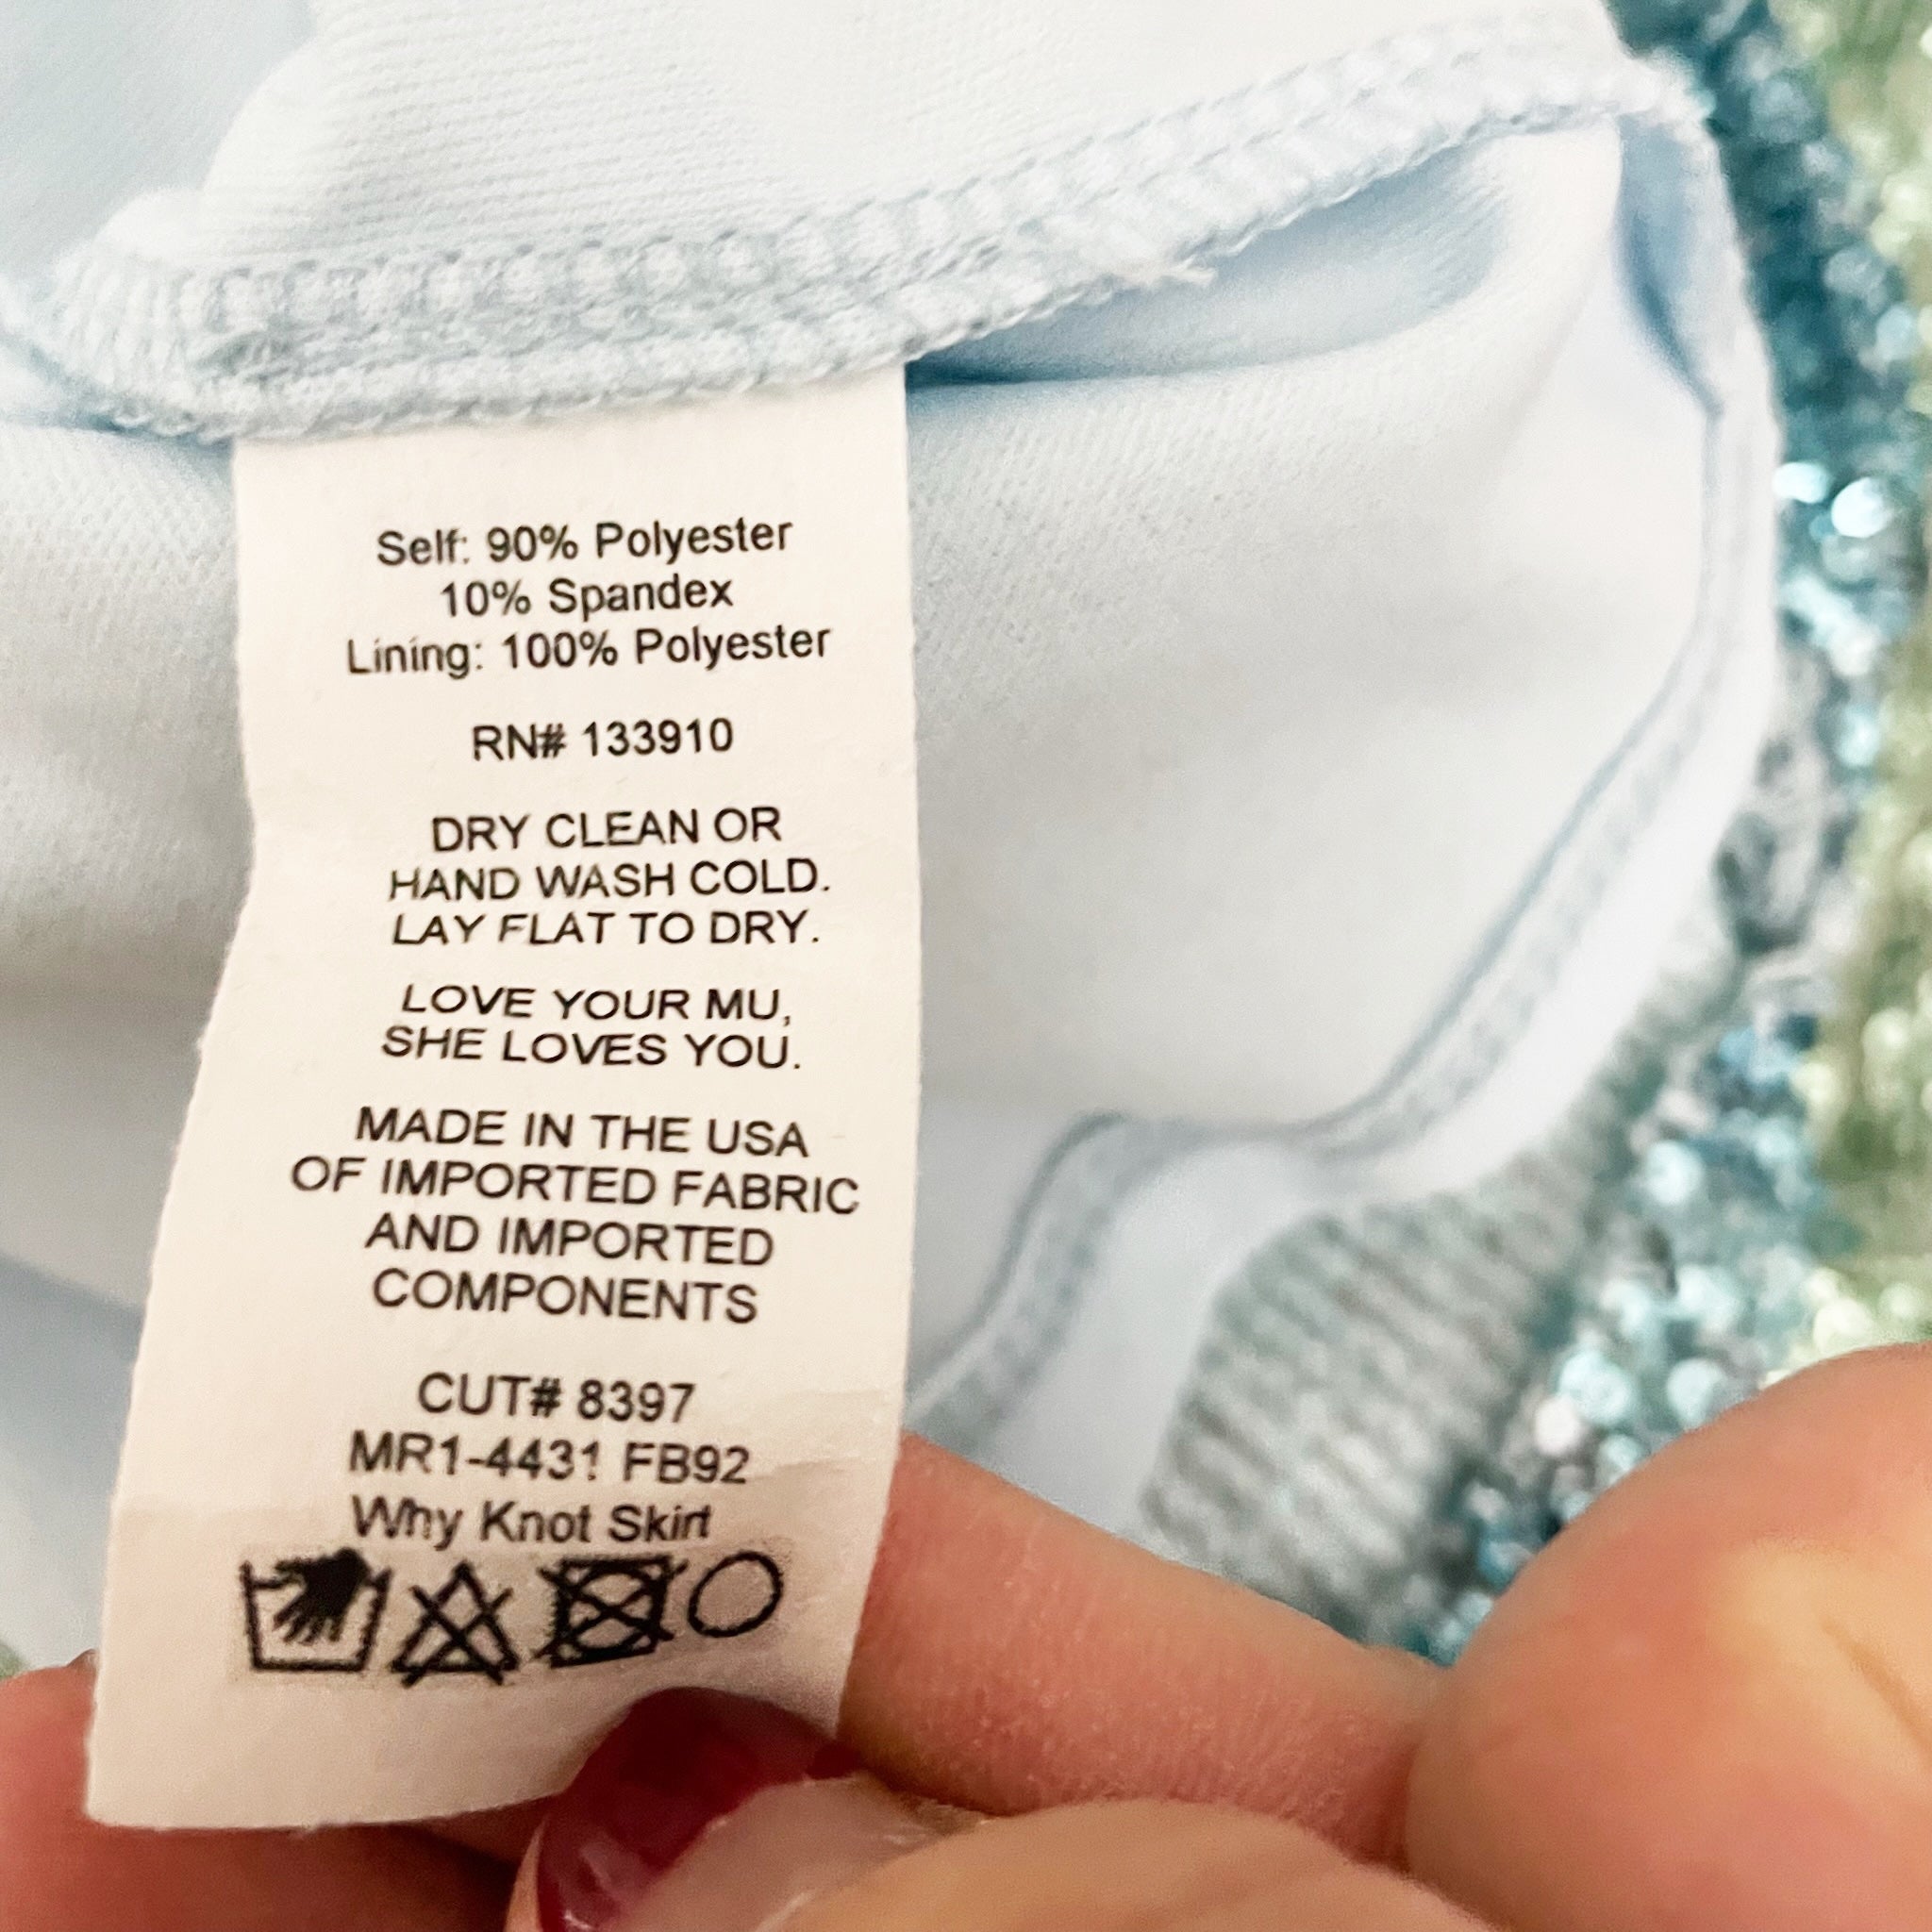 Self: 90% Polyester
10% Spandex
Lining: 100% Polyester
RN# 133910
DRY CLEAN OR
HAND WASH COLD.
LAY FLAT TO DRY.
LOVE YOUR MU,
SHE LOVES YOU.
MADE IN THE USA
OF IMPORTED FABRIC
AND IMPORTED
COMPONENTS
CUT# 8397
MR1-4431 FB92
Why Knot Skirt